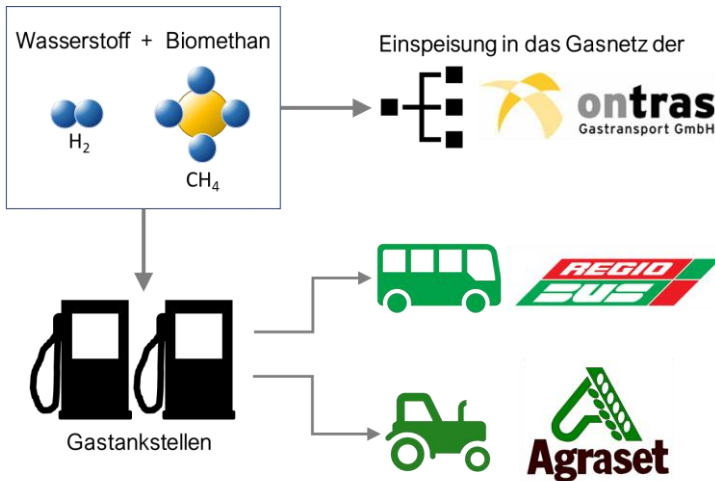 Wasserstoff + Biomethan
H₂
CH₄
Einspeisung in das Gasnetz der
ontras
Gastransport GmbH
REGIO
BUS
Gastankstellen
Agraset